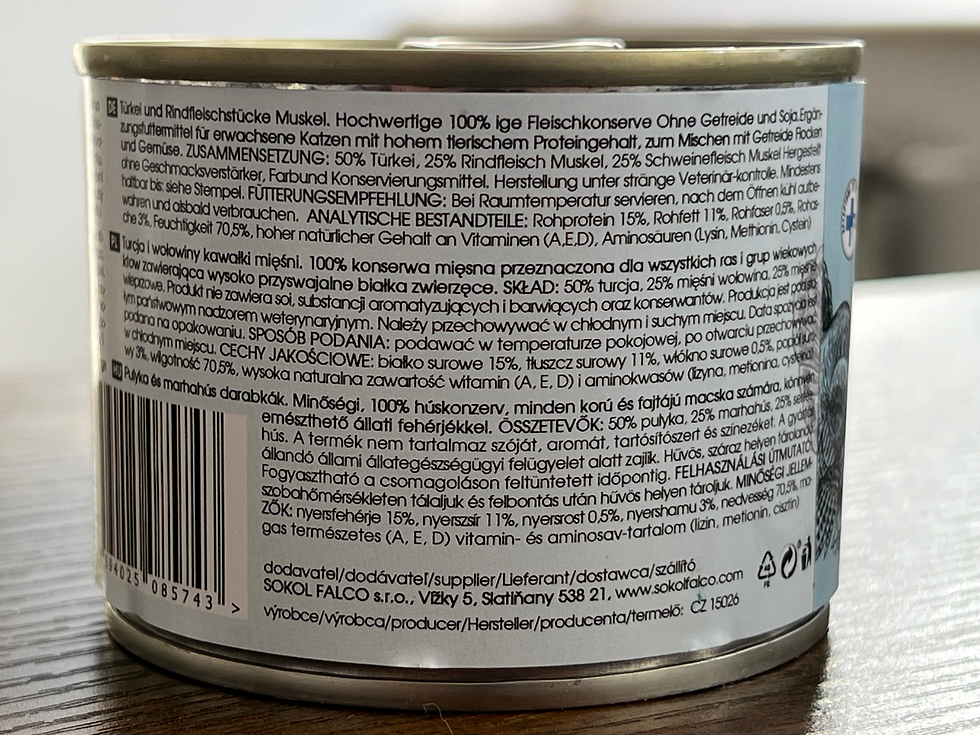 DE Türkei und Rindfleischstücke Muskel. Hochwertige 100% ige Fleischkonserve Ohne Getreide und Soja.Ergän-
zungsfuttermittel für erwachsene Katzen mit hohem tierischem Proteingehalt, zum Mischen mit Getreide Flocken
und Gemüse. ZUSAMMENSETZUNG: 50% Türkei, 25% Rindfleisch Muskel, 25% Schweinefleisch Muskel Hergestellt
ohne Geschmacksverstärker, Farbund Konservierungsmittel. Herstellung unter stränge Veterinär-kontrolle. Mindestens
haltbar bis: siehe Stempel. FÜTTERUNGSEMPFEHLUNG: Bei Raumtemperatur servieren, nach dem Öffnen kühl aufbe-
wahren und alsbald verbrauchen. ANALYTISCHE BESTANDTEILE: Rohprotein 15%, Rohfett 11%, Rohfaser 0,5%, Rohas-
che 3%, Feuchtigkeit 70,5%, hoher natürlicher Gehalt an Vitaminen (A,E,D), Aminosäuren (Lysin, Methionin, Cystein)
PL Turcja i wołowiny kawałki mięśni. 100% konserwa mięsna przeznaczona dla wszystkich ras i grup wiekowych
któw zawierająca wysoko przyswajalne białka zwierzęce. SKŁAD: 50% turcja, 25% mięśni wołowina, 25% mięśnie
wieprzowe. Produkt nie zawiera soi, substancji aromatyzujących i barwiących oraz konserwantów. Produkcja jest pod sta-
łym państwowym nadzorem weterynaryjnym. Należy przechowywać w chłodnym i suchym miejscu. Data spożycia jest
podana na opakowaniu. SPOSÓB PODANIA: podawać w temperaturze pokojowej, po otwarciu przechowywać
w chłodnym miejscu. CECHY JAKOŚCIOWE: białko surowe 15%, tłuszcz surowy 11%, włókno surowe 0,5%, popiół suro-
wy 3%, wilgotność 70,5%, wysoka naturalna zawartość witamin (A, E, D) i aminokwasów (lizyna, metionina, cysteina)
HU Pulyka és marhahús darabkák. Minőségi, 100% húskonzerv, minden korú és fajtájú macska számára, könnyen
emészthető állati fehérjékkel. ÖSSZETEVŐK: 50% pulyka, 25% marhahús, 25% sertés-
hús. A termék nem tartalmaz szóját, aromát, tartósítószert és színezéket. A gyártás
állandó állami állategészségügyi felügyelet alatt zajlik. Hűvös, száraz helyen tárolandó.
Fogyasztható a csomagoláson feltüntetett időpontig. FELHASZNÁLÁSI ÚTMUTATÓ:
szobahőmérsékleten tálaljuk és felbontás után hűvös helyen tároljuk. MINŐSÉGI JELLEM-
ZŐK: nyersfehérje 15%, nyerszsír 11%, nyersrost 0,5%, nyershamu 3%, nedvesség 70,5%, ma-
gas természetes (A, E, D) vitamin- és aminosav-tartalom (lizin, metionin, cisztin)
dodavatel/dodávateľ/supplier/Lieferant/dostawca/szállító
SOKOL FALCO s.r.o., Vížky 5, Slatiňany 538 21, www.sokolfalco.com
výrobce/výrobca/producer/Hersteller/producenta/termelő: CZ 15026
594025 085743 >